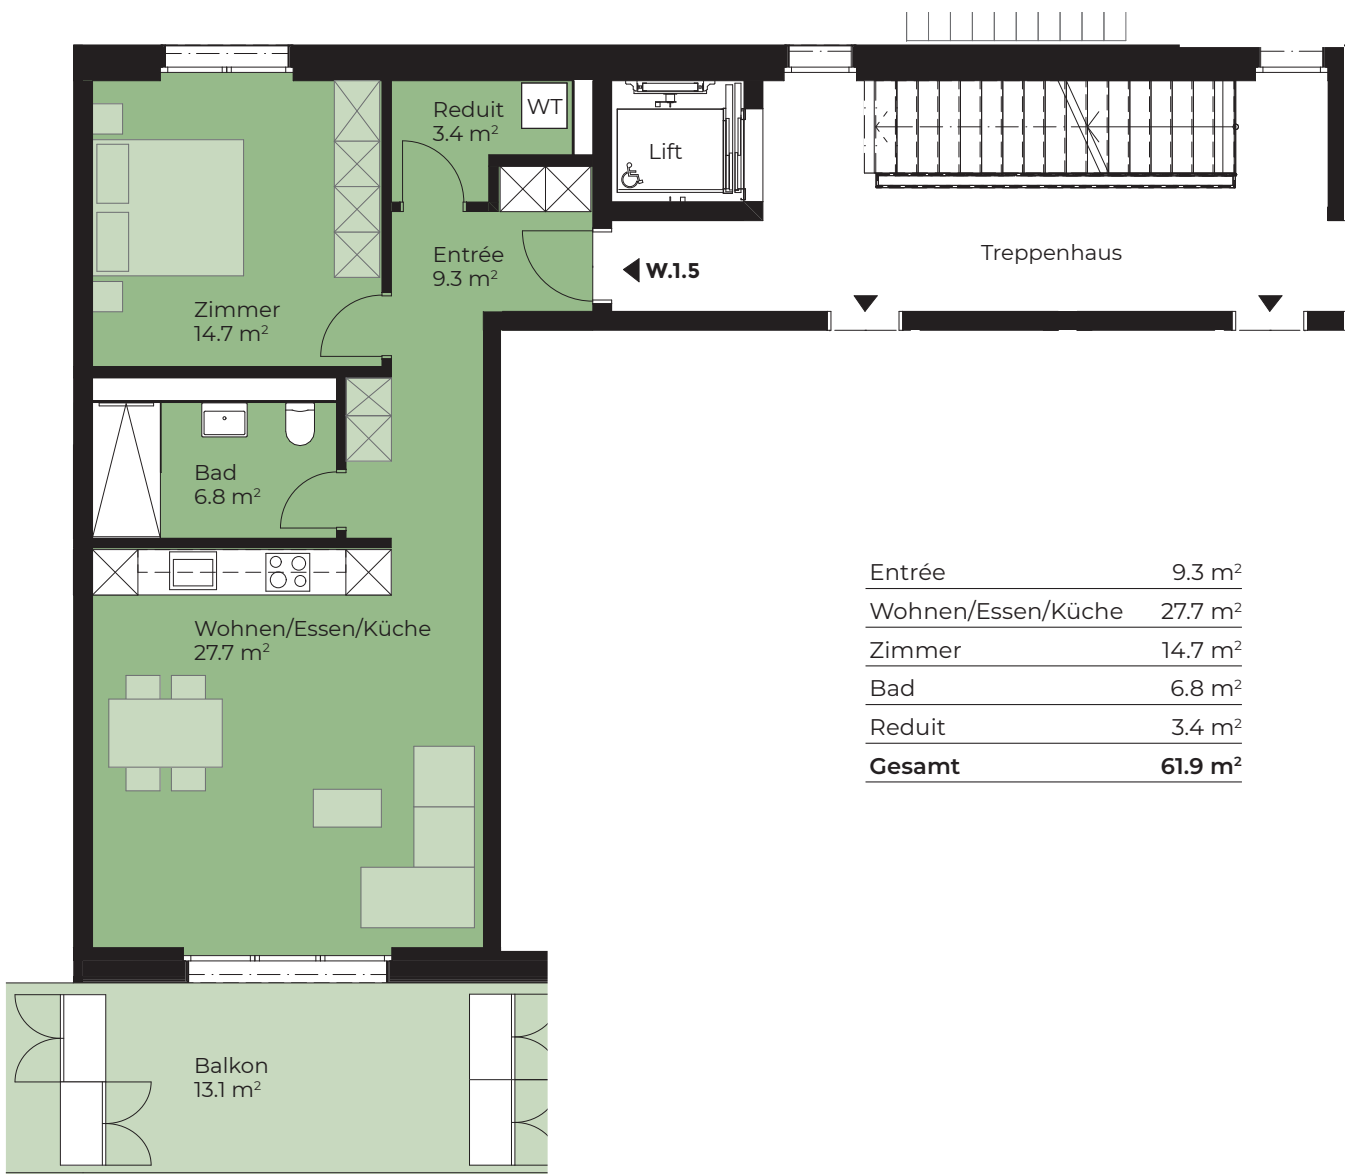 Reduit
3.4 m²
WT
Lift
Entrée
9.3 m²
W.1.5
Treppenhaus
Zimmer
14.7 m²
Bad
6.8 m²
Wohnen/Essen/Küche
27.7 m²
Entrée 9.3 m²
Wohnen/Essen/Küche 27.7 m²
Zimmer 14.7 m²
Bad 6.8 m²
Reduit 3.4 m²
Gesamt 61.9 m²
Balkon
13.1 m²